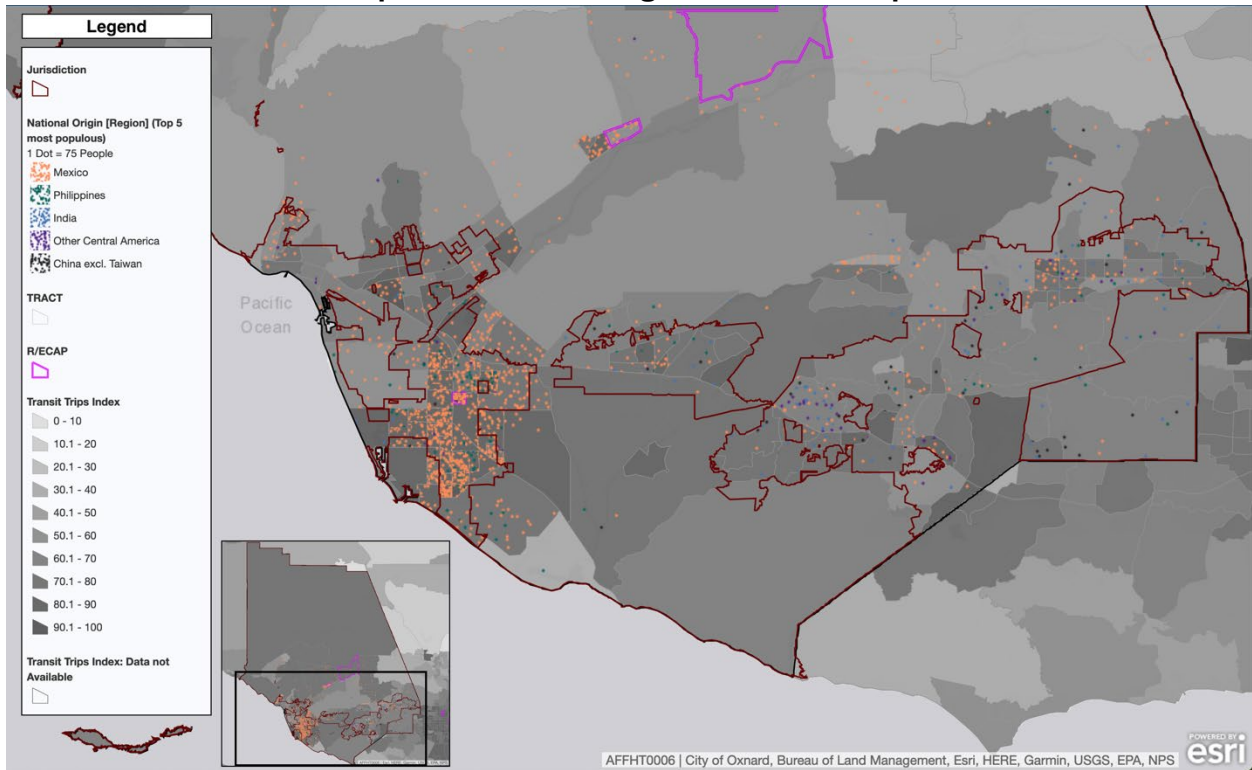 Legend
Jurisdiction
National Origin [Region] (Top 5
most populous)
1 Dot = 75 People
Mexico
Philippines
India
Other Central America
China excl. Taiwan
TRACT
R/ECAP
Transit Trips Index
0 - 10
10.1 - 20
20.1 - 30
30.1 - 40
40.1 - 50
50.1 - 60
60.1 - 70
70.1 - 80
80.1 - 90
90.1 - 100
Transit Trips Index: Data not
Available
Pacific
Ocean
AFFHT0006 | City of Oxnard, Bureau of Land Management, Esri, HERE, Garmin, USGS, EPA, NPS
POWERED BY
esri